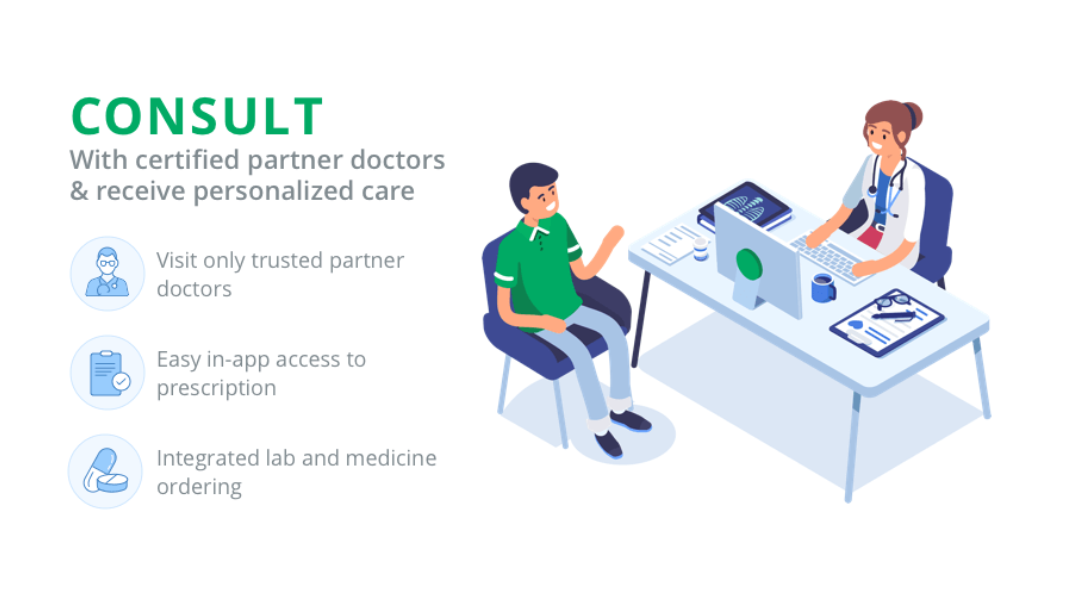 CONSULT
With certified partner doctors
& receive personalized care
Visit only trusted partner
doctors
Easy in-app access to
prescription
Integrated lab and medicine
ordering